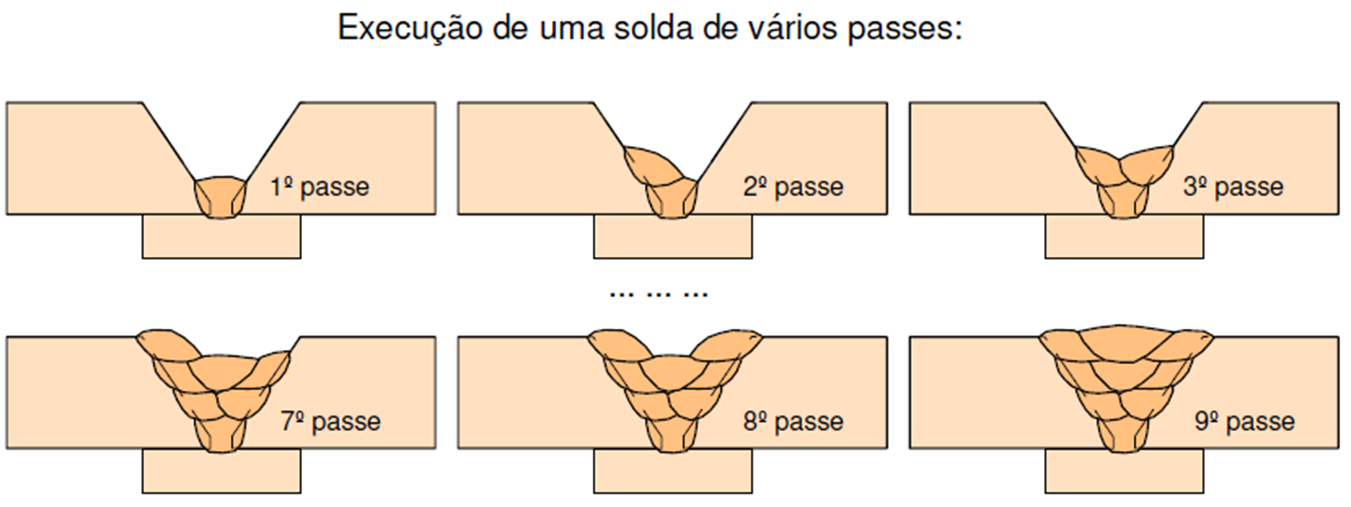 Execução de uma solda de vários passes:
1º passe
2º passe
3º passe
... ... ...
7º passe
8º passe
9º passe